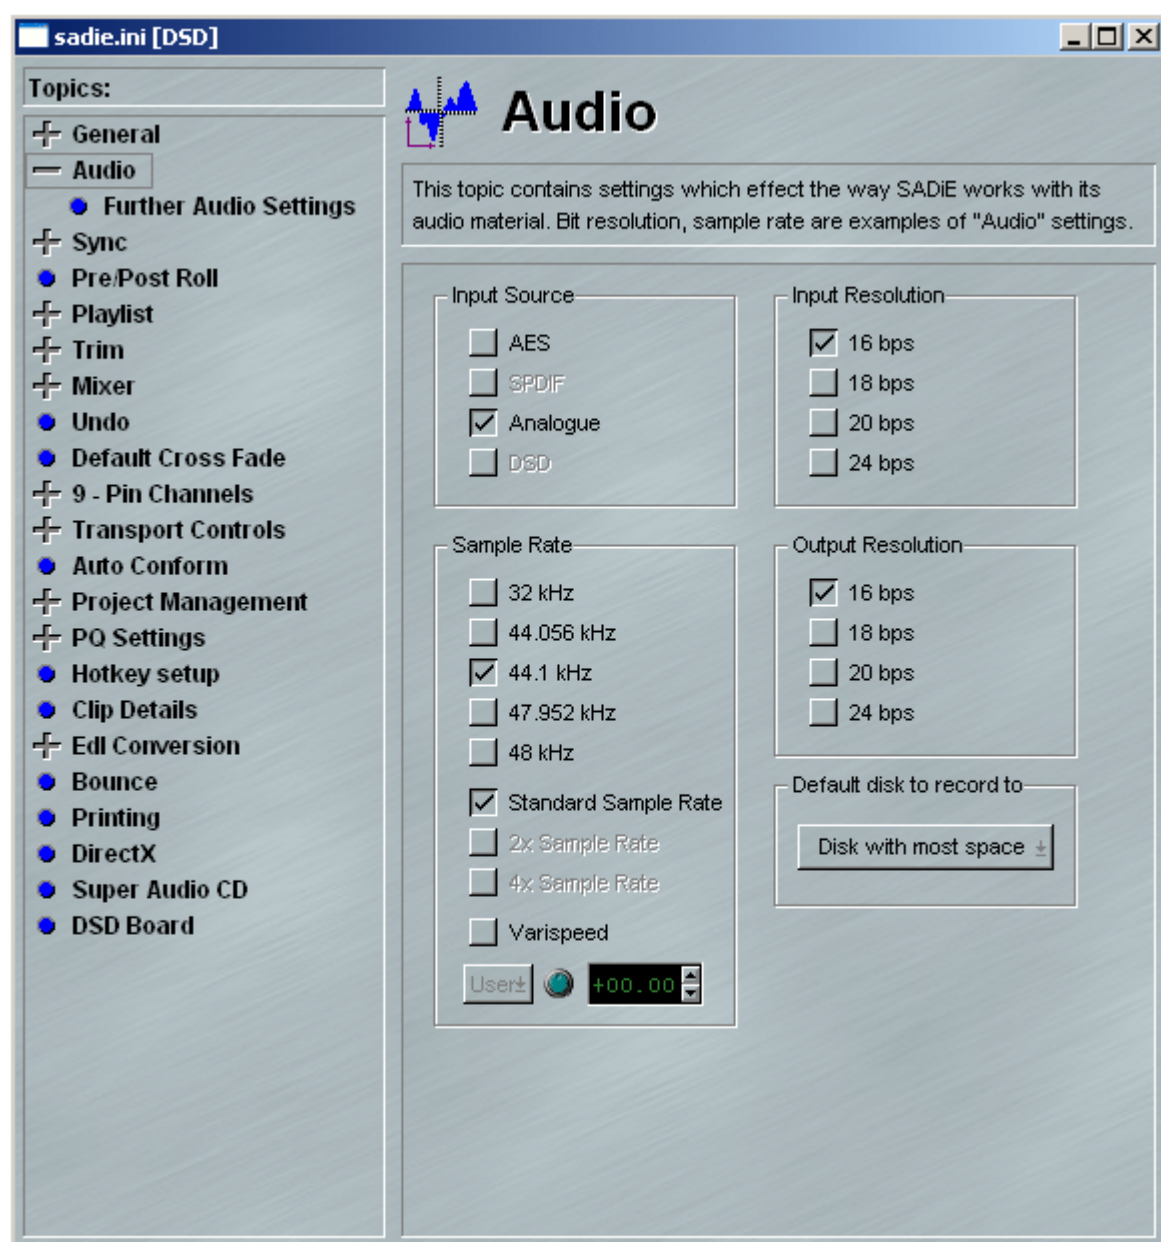 sadie.ini [DSD]
Topics:
General
Audio
Further Audio Settings
Sync
Pre/Post Roll
Playlist
Trim
Mixer
Undo
Default Cross Fade
9 - Pin Channels
Transport Controls
Auto Conform
Project Management
PQ Settings
Hotkey setup
Clip Details
Edl Conversion
Bounce
Printing
DirectX
Super Audio CD
DSD Board
Audio
This topic contains settings which effect the way SADiE works with its
audio material. Bit resolution, sample rate are examples of "Audio" settings.
Input Source
AES
SPDIF
Analogue
DSD
Input Resolution
16 bps
18 bps
20 bps
24 bps
Sample Rate
32 kHz
44.056 kHz
44.1 kHz
47.952 kHz
48 kHz
Standard Sample Rate
2x Sample Rate
4x Sample Rate
Varispeed
User
+00.00
Output Resolution
16 bps
18 bps
20 bps
24 bps
Default disk to record to
Disk with most space